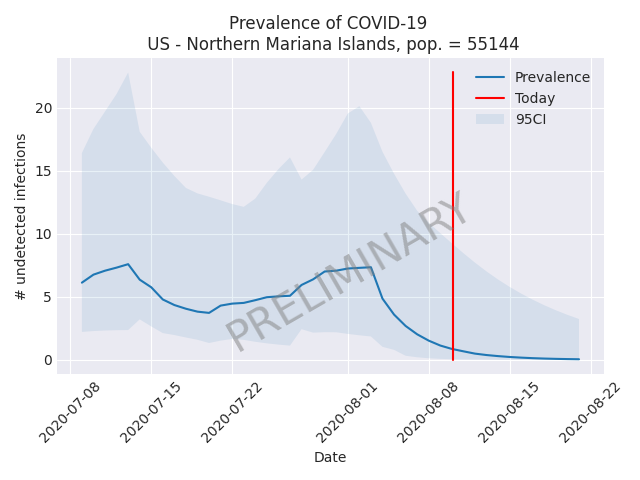 Prevalence of COVID-19
US - Northern Mariana Islands, pop. = 55144
Prevalence
Today
95CI
20
15
10
5
0
# undetected infections
PRELIMINARY
2020-07-08
2020-07-15
2020-07-22
2020-08-01
2020-08-08
2020-08-15
2020-08-22
Date